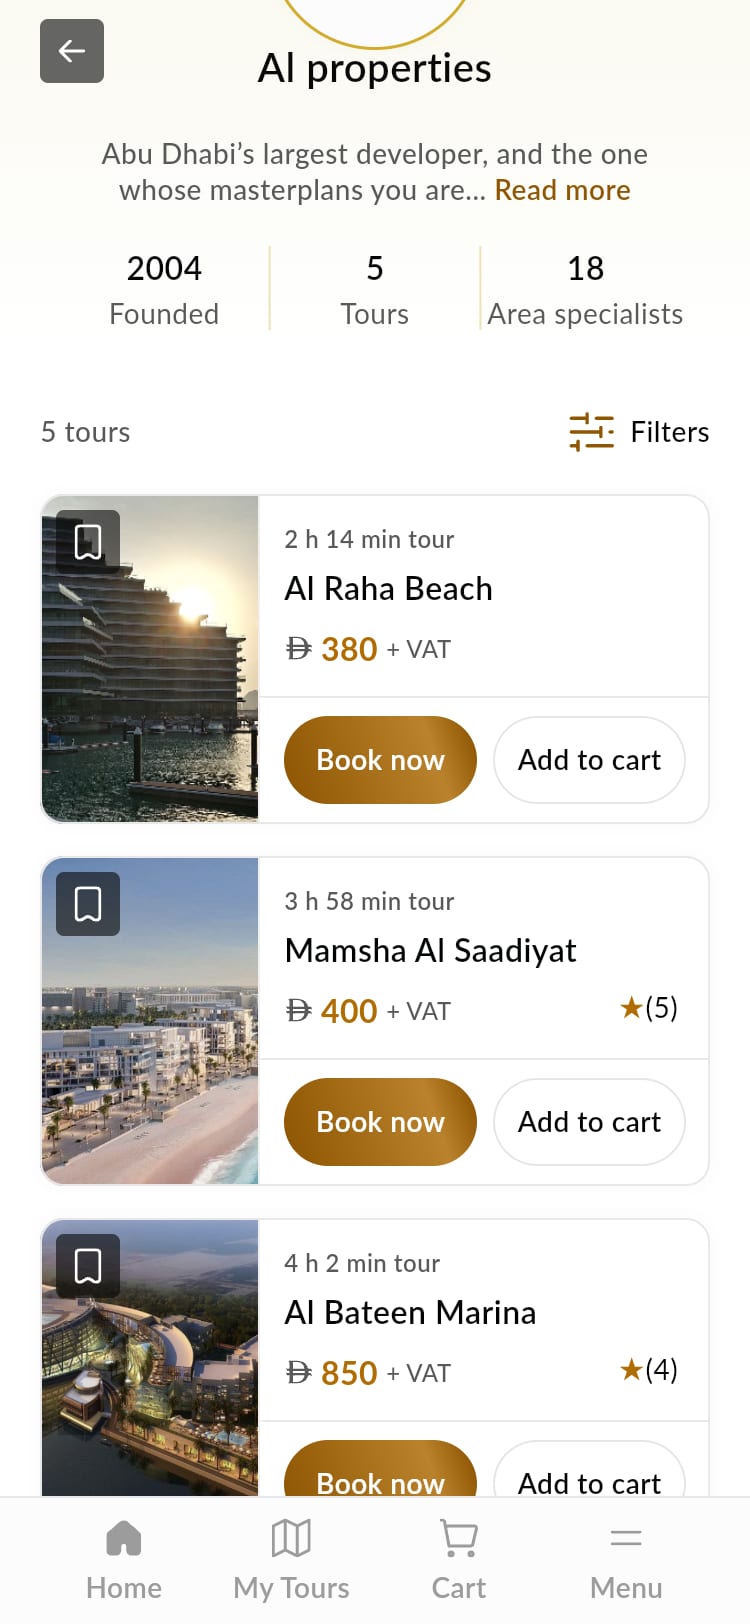 Al properties
Abu Dhabi’s largest developer, and the one
whose masterplans you are... Read more
2004
Founded
5
Tours
18
Area specialists
5 tours
Filters
2 h 14 min tour
Al Raha Beach
380 + VAT
Book now
Add to cart
3 h 58 min tour
Mamsha Al Saadiyat
400 + VAT
★(5)
Book now
Add to cart
4 h 2 min tour
Al Bateen Marina
850 + VAT
★(4)
Book now
Add to cart
Home
My Tours
Cart
Menu